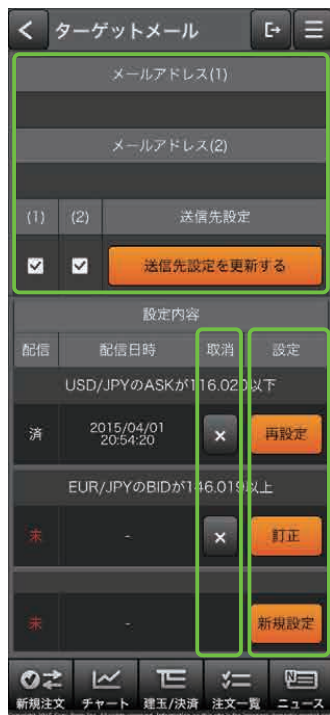 ターゲットメール
メールアドレス(1)
メールアドレス(2)
(1) (2) 送信先設定
送信先設定を更新する
設定内容
配信 配信日時 取消 設定
USD/JPYのASKが116.020以下
済 2015/04/01 20:54:20 × 再設定
EUR/JPYのBIDが146.019以上
未 - × 訂正
未 - 新規設定
新規注文 チャート 建玉/決済 注文一覧 ニュース